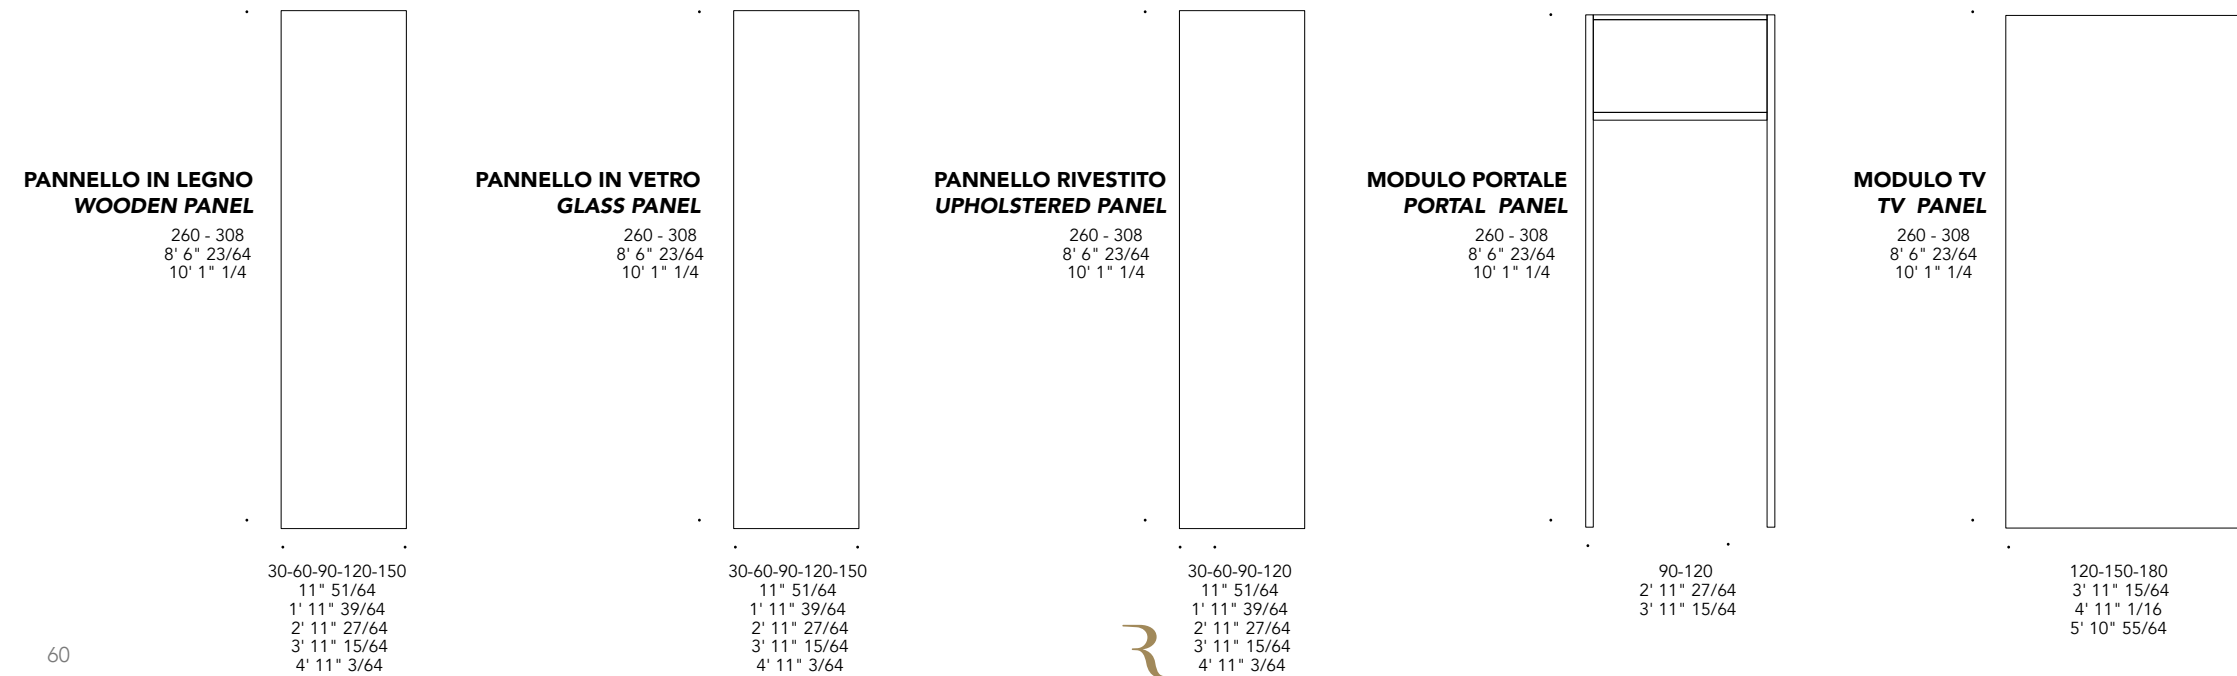 PANNELLO IN LEGNO
WOODEN PANEL
260 - 308
8' 6" 23/64
10' 1" 1/4
30-60-90-120-150
11" 51/64
1' 11" 39/64
2' 11" 27/64
3' 11" 15/64
4' 11" 3/64
PANNELLO IN VETRO
GLASS PANEL
260 - 308
8' 6" 23/64
10' 1" 1/4
30-60-90-120-150
11" 51/64
1' 11" 39/64
2' 11" 27/64
3' 11" 15/64
4' 11" 3/64
PANNELLO RIVESTITO
UPHOLSTERED PANEL
260 - 308
8' 6" 23/64
10' 1" 1/4
30-60-90-120
11" 51/64
1' 11" 39/64
2' 11" 27/64
3' 11" 15/64
4' 11" 3/64
MODULO PORTALE
PORTAL PANEL
260 - 308
8' 6" 23/64
10' 1" 1/4
90-120
2' 11" 27/64
3' 11" 15/64
MODULO TV
TV PANEL
260 - 308
8' 6" 23/64
10' 1" 1/4
120-150-180
3' 11" 15/64
4' 11" 1/16
5' 10" 55/64
60